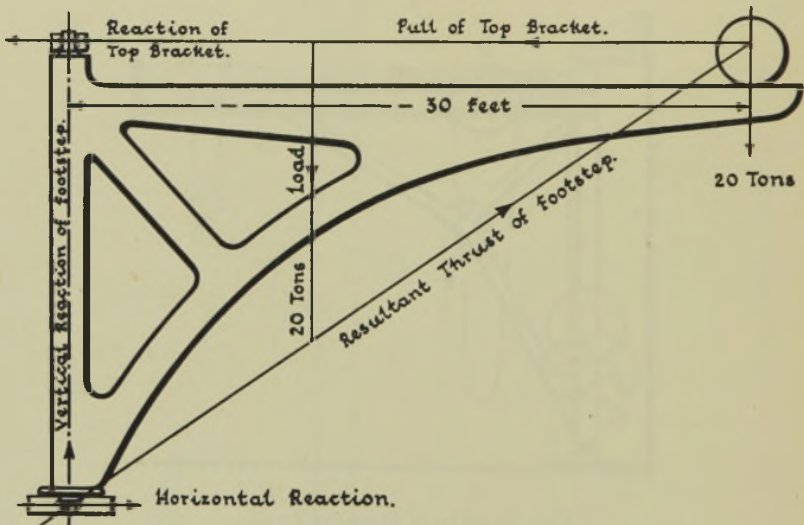 Reaction of
Top Bracket.
Pull of Top Bracket.
30 Feet
20 Tons
Load
20 Tons
Vertical Reaction of footstep.
Resultant Thrust of Footstep.
Horizontal Reaction.